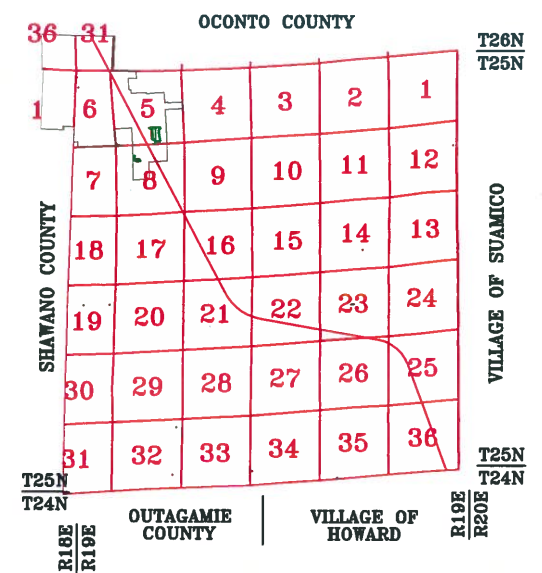 OCONTO COUNTY
36 31
T26N
T25N
1 6 5 4 3 2 1
7 8 9 10 11 12
18 17 16 15 14 13
19 20 21 22 23 24
30 29 28 27 26 25
31 32 33 34 35 36
SHAWANO COUNTY
VILLAGE OF SUAMICO
T25N
T24N
T25N
T24N
R18E
R19E
OUTAGAMIE
COUNTY
VILLAGE OF
HOWARD
R19E
R20E